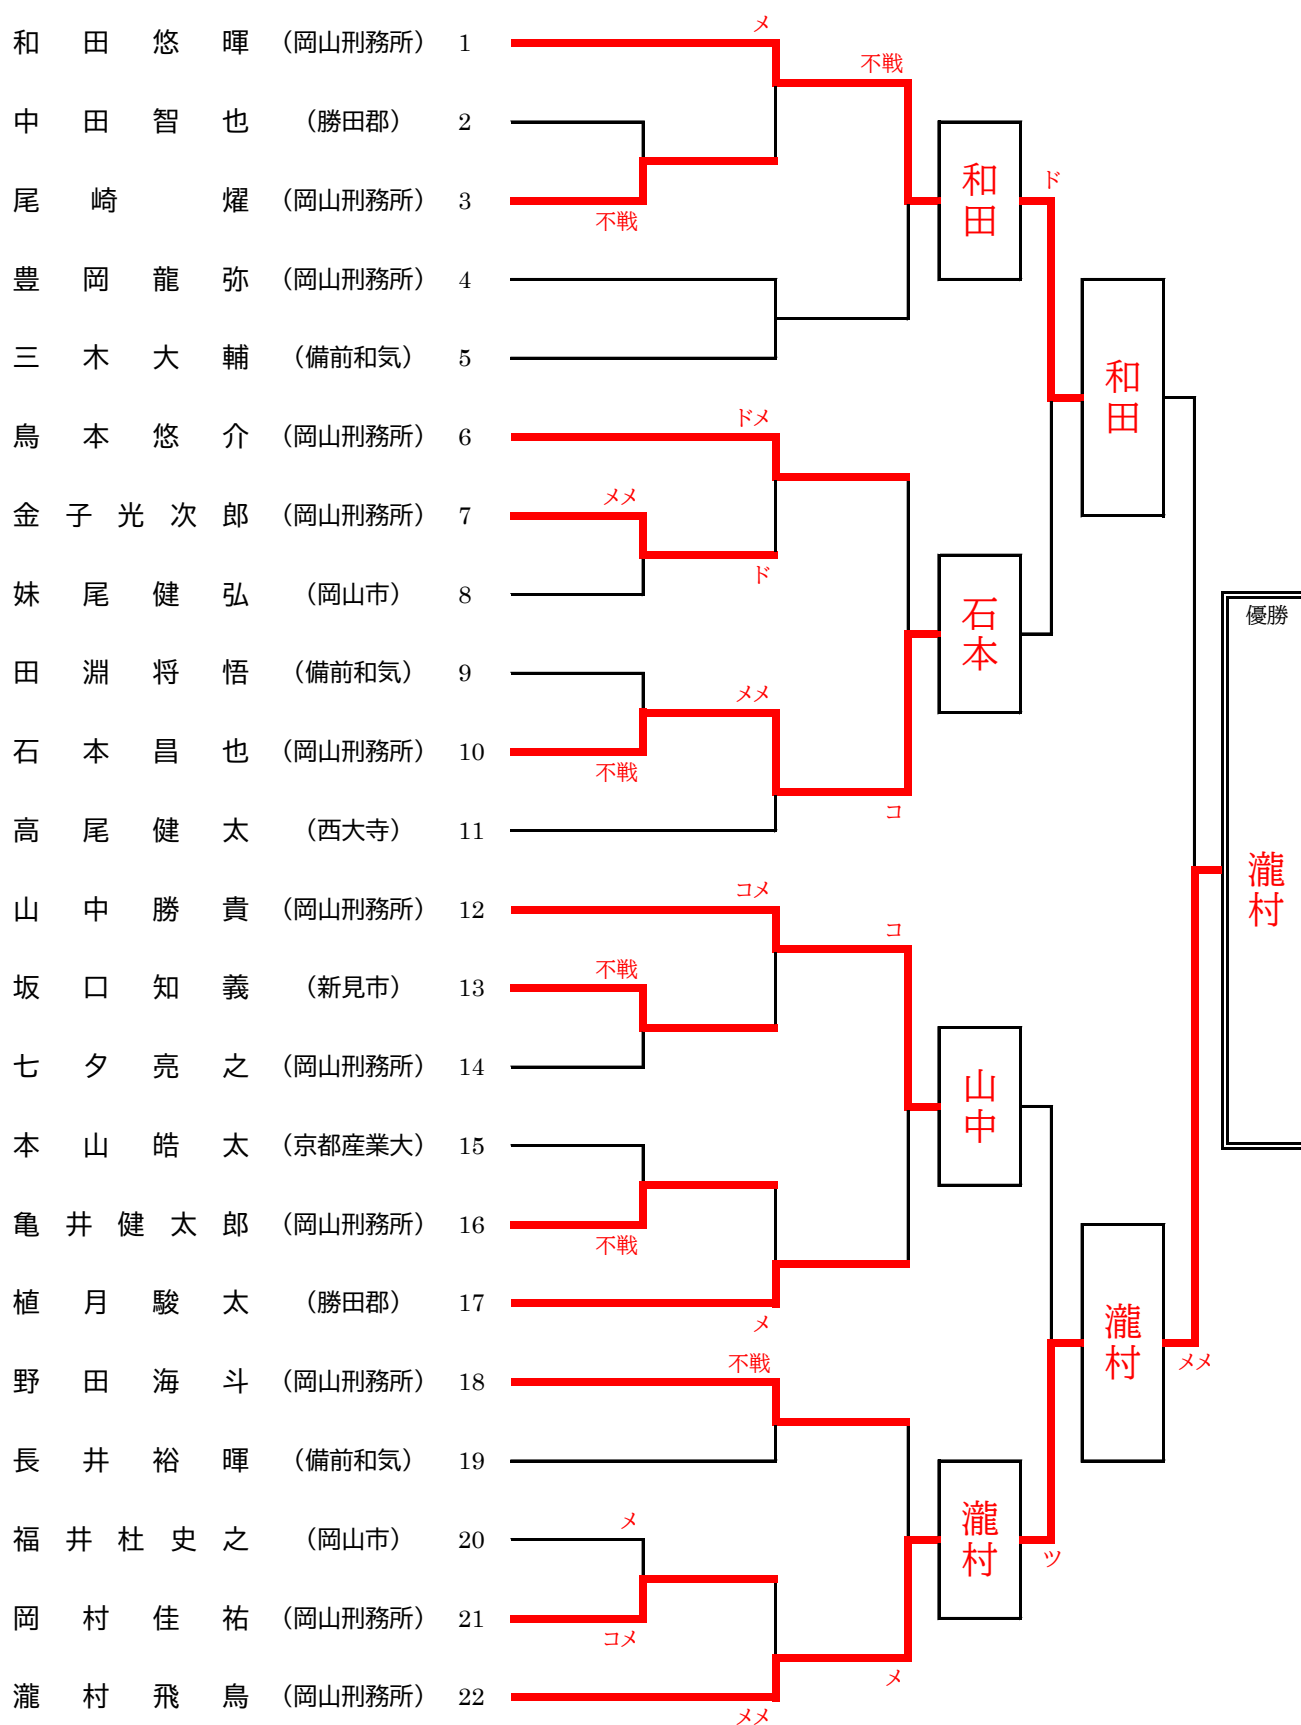 和田悠暉 （岡山刑務所） 1
中田智也 （勝田郡） 2
尾崎燿 （岡山刑務所） 3
豊岡龍弥 （岡山刑務所） 4
三木大輔 （備前和気） 5
鳥本悠介 （岡山刑務所） 6
金子光次郎 （岡山刑務所） 7
妹尾健弘 （岡山市） 8
田淵将悟 （備前和気） 9
石本昌也 （岡山刑務所） 10
高尾健太 （西大寺） 11
山中勝貴 （岡山刑務所） 12
坂口知義 （新見市） 13
七夕亮之 （岡山刑務所） 14
本山皓太 （京都産業大） 15
亀井健太郎 （岡山刑務所） 16
植月駿太 （勝田郡） 17
野田海斗 （岡山刑務所） 18
長井裕暉 （備前和気） 19
福井杜史之 （岡山市） 20
岡村佳祐 （岡山刑務所） 21
瀧村飛鳥 （岡山刑務所） 22
不戦
メメ
不戦
不戦
不戦
メ
コメ
メ
ドメ
ド
メメ
コメ
メ
不戦
メメ
不戦
コ
コ
メ
和田
石本
山中
瀧村
ド
ツ
和田
瀧村
メメ
優勝
瀧村